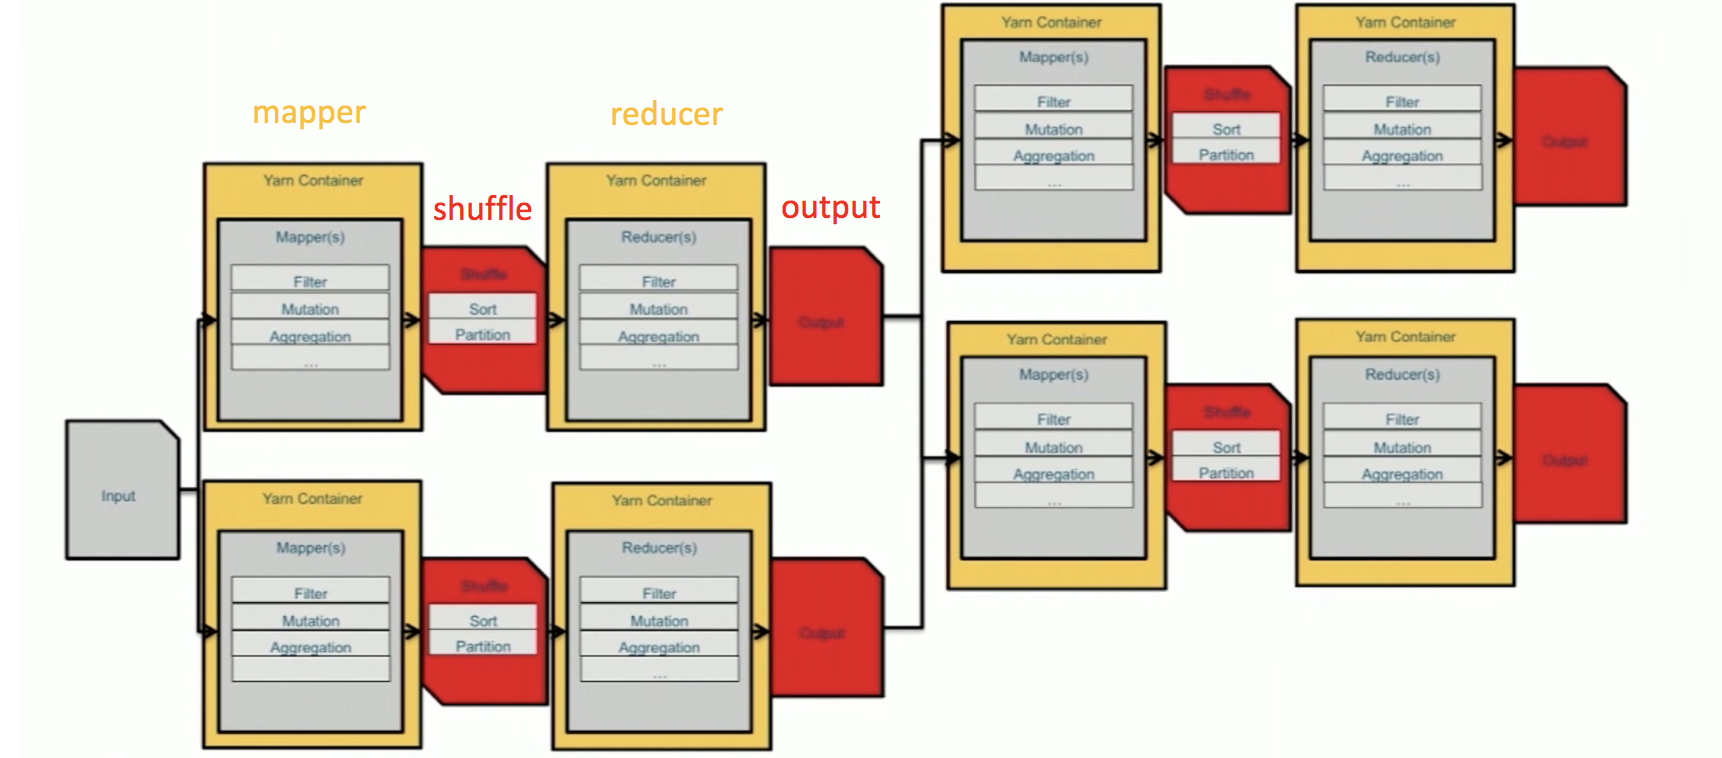 mapper
shuffle
reducer
output
Input
Yarn Container
Mapper(s)
Filter
Mutation
Aggregation
...
Shuffle
Sort
Partition
Yarn Container
Reducer(s)
Filter
Mutation
Aggregation
...
Output
Yarn Container
Mapper(s)
Filter
Mutation
Aggregation
Shuffle
Sort
Partition
Yarn Container
Reducer(s)
Filter
Mutation
Aggregation
...
Output
Yarn Container
Mapper(s)
Filter
Mutation
Aggregation
...
Shuffle
Sort
Partition
Yarn Container
Reducer(s)
Filter
Mutation
Aggregation
...
Output
Yarn Container
Mapper(s)
Filter
Mutation
Aggregation
...
Shuffle
Sort
Partition
Yarn Container
Reducer(s)
Filter
Mutation
Aggregation
...
Output